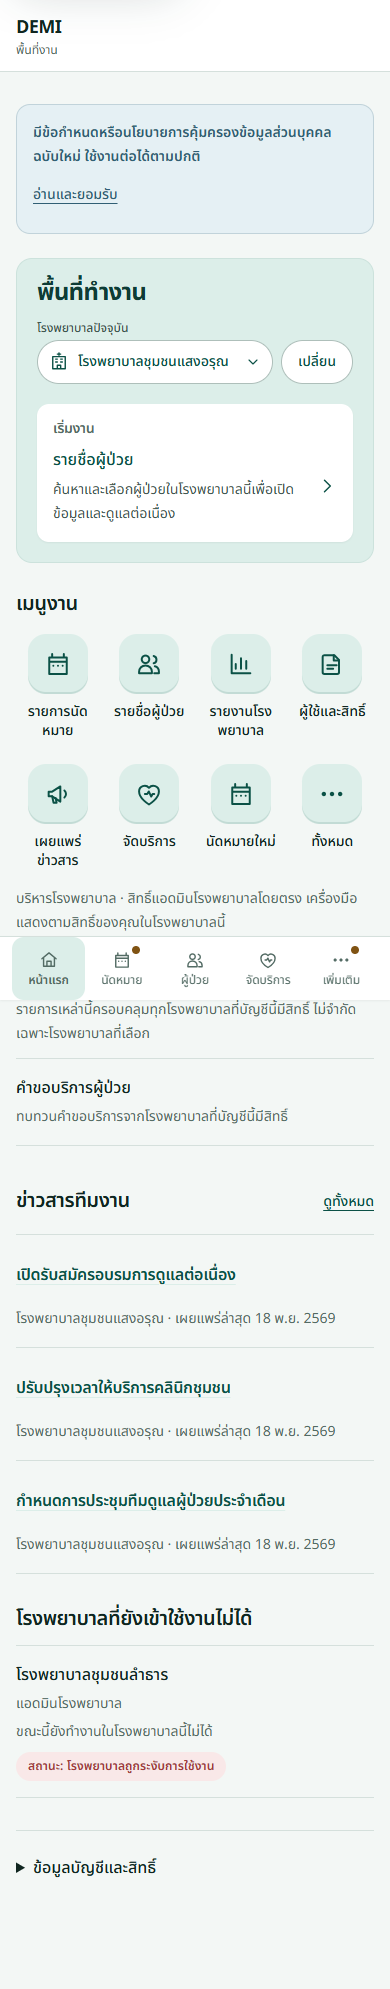 DEMI
พื้นที่งาน
มีข้อกำหนดหรือนโยบายการคุ้มครองข้อมูลส่วนบุคคล
ฉบับใหม่ ใช้งานต่อได้ตามปกติ
อ่านและยอมรับ
พื้นที่ทำงาน
โรงพยาบาลปัจจุบัน
โรงพยาบาลชุมชนแสงอรุณ
เปลี่ยน
เริ่มงาน
รายชื่อผู้ป่วย
ค้นหาและเลือกผู้ป่วยในโรงพยาบาลนี้เพื่อเปิด
ข้อมูลและดูแลต่อเนื่อง
เมนูงาน
รายการนัด
หมาย
รายชื่อผู้ป่วย
รายงานโรง
พยาบาล
ผู้ใช้และสิทธิ์
เผยแพร่
ข่าวสาร
จัดบริการ
นัดหมายใหม่
ทั้งหมด
บริหารโรงพยาบาล · สิทธิ์แอดมินโรงพยาบาลโดยตรง เครื่องมือ
แสดงตามสิทธิ์ของคุณในโรงพยาบาลนี้
หน้าแรก
นัดหมาย
ผู้ป่วย
จัดบริการ
เพิ่มเติม
รายการเหล่านี้ครอบคลุมทุกโรงพยาบาลที่บัญชีนี้มีสิทธิ์ ไม่จำกัด
เฉพาะโรงพยาบาลที่เลือก
คำขอบริการผู้ป่วย
ทบทวนคำขอบริการจากโรงพยาบาลที่บัญชีนี้มีสิทธิ์
ข่าวสารทีมงาน
ดูทั้งหมด
เปิดรับสมัครอบรมการดูแลต่อเนื่อง
โรงพยาบาลชุมชนแสงอรุณ · เผยแพร่ล่าสุด 18 พ.ย. 2569
ปรับปรุงเวลาให้บริการคลินิกชุมชน
โรงพยาบาลชุมชนแสงอรุณ · เผยแพร่ล่าสุด 18 พ.ย. 2569
กำหนดการประชุมทีมดูแลผู้ป่วยประจำเดือน
โรงพยาบาลชุมชนแสงอรุณ · เผยแพร่ล่าสุด 18 พ.ย. 2569
โรงพยาบาลที่ยังเข้าใช้งานไม่ได้
โรงพยาบาลชุมชนลำธาร
แอดมินโรงพยาบาล
ขณะนี้ยังทำงานในโรงพยาบาลนี้ไม่ได้
สถานะ: โรงพยาบาลถูกระงับการใช้งาน
ข้อมูลบัญชีและสิทธิ์